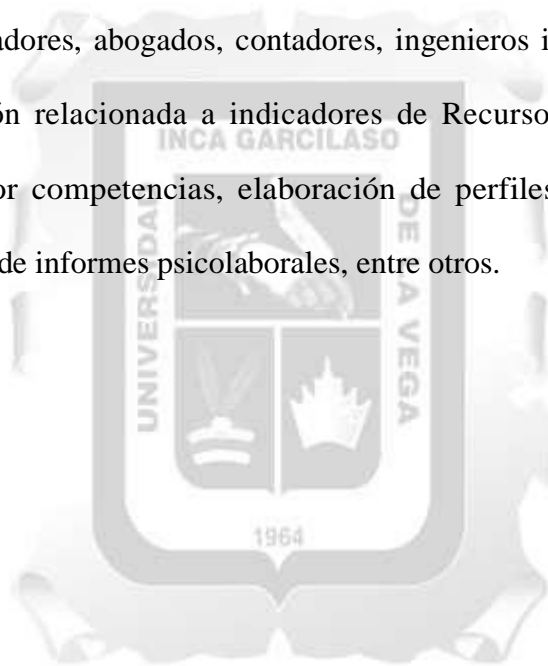 adores, abogados, contadores, ingenieros i
ón relacionada a indicadores de Recurso
or competencias, elaboración de perfiles
de informes psicolaborales, entre otros.
UNIVERSIDAD
INCA GARCILASO
DE LA VEGA
1964